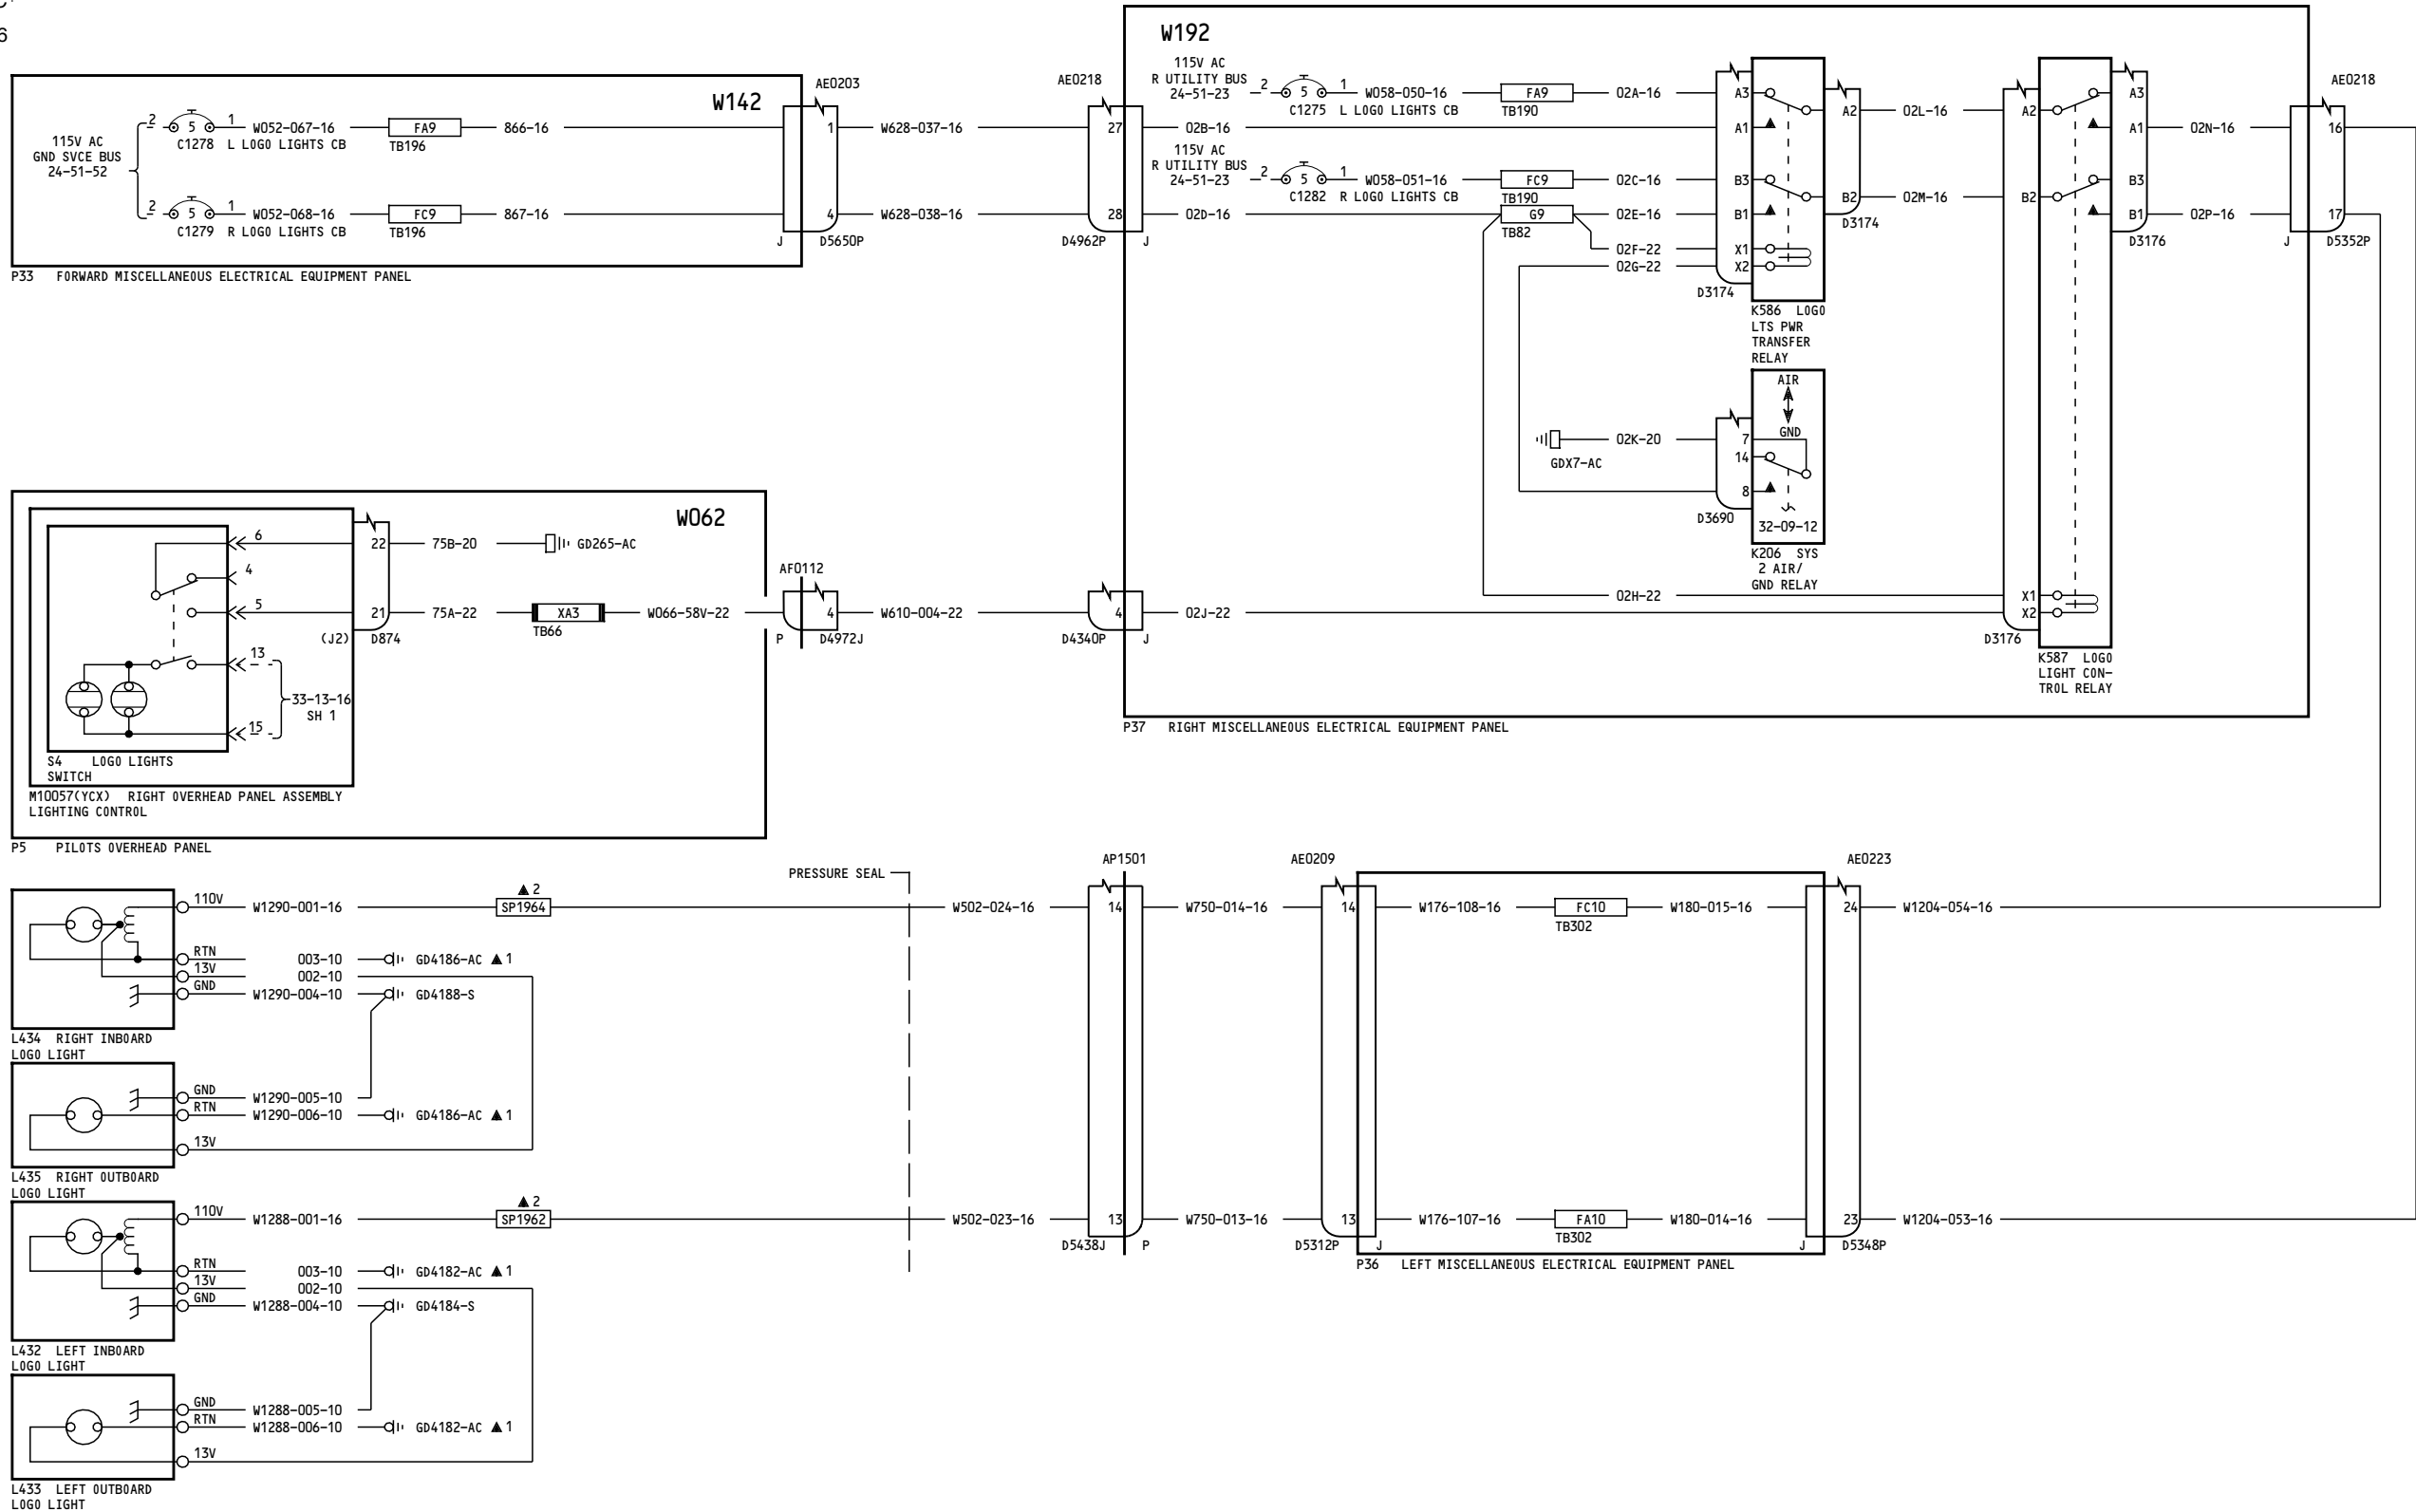 6
W142
AE0203
115V AC
GND SVCE BUS
24-51-52
2 5 1 W052-067-16 FA9 866-16 1 W628-037-16
C1278 L LOGO LIGHTS CB TB196
2 5 1 W052-068-16 FC9 867-16 4 W628-038-16
C1279 R LOGO LIGHTS CB TB196
J D5650P
P33 FORWARD MISCELLANEOUS ELECTRICAL EQUIPMENT PANEL
W192
AE0218
115V AC
R UTILITY BUS
24-51-23
2 5 1 W058-050-16 FA9 02A-16 A3
C1275 L LOGO LIGHTS CB TB190
27 02B-16 A1
115V AC
R UTILITY BUS
24-51-23
2 5 1 W058-051-16 FC9 02C-16 B3
C1282 R LOGO LIGHTS CB TB190
28 02D-16 G9 02E-16 B1
TB82
D4962P J
02F-22 X1
02G-22 X2
D3174
A2 02L-16 A2
B2 02M-16 B2
D3174
K586 LOGO
LTS PWR
TRANSFER
RELAY
A3
A1 02N-16 16
B3
B1 02P-16 17
D3176
AE0218
J D5352P
AIR
GND
GDX7-AC
02K-20 7
14
8
D3690
32-09-12
K206 SYS
2 AIR/
GND RELAY
02H-22 X1
4 02J-22 X2
D4340P J
D3176
K587 LOGO
LIGHT CON-
TROL RELAY
P37 RIGHT MISCELLANEOUS ELECTRICAL EQUIPMENT PANEL
W062
6 22 75B-20 GD265-AC
4
5 21 75A-22 XA3 W066-58V-22 4 W610-004-22
TB66
AF0112
P D4972J
(J2) D874
13
33-13-16
SH 1
15
S4 LOGO LIGHTS
SWITCH
M10057(YCX) RIGHT OVERHEAD PANEL ASSEMBLY
LIGHTING CONTROL
P5 PILOTS OVERHEAD PANEL
PRESSURE SEAL
AP1501
AE0209
AE0223
110V W1290-001-16 SP1964 W502-024-16 14 W750-014-16 14 W176-108-16 FC10 W180-015-16 24 W1204-054-16
2
TB302
RTN 003-10 GD4186-AC 1
13V 002-10
GND W1290-004-10 GD4188-S
L434 RIGHT INBOARD
LOGO LIGHT
GND W1290-005-10
RTN W1290-006-10 GD4186-AC 1
13V
L435 RIGHT OUTBOARD
LOGO LIGHT
2
110V W1288-001-16 SP1962 W502-023-16 13 W750-013-16 13 W176-107-16 FA10 W180-014-16 23 W1204-053-16
TB302
D5438J P D5312P J J D5348P
P36 LEFT MISCELLANEOUS ELECTRICAL EQUIPMENT PANEL
RTN 003-10 GD4182-AC 1
13V 002-10
GND W1288-004-10 GD4184-S
L432 LEFT INBOARD
LOGO LIGHT
GND W1288-005-10
RTN W1288-006-10 GD4182-AC 1
13V
L433 LEFT OUTBOARD
LOGO LIGHT